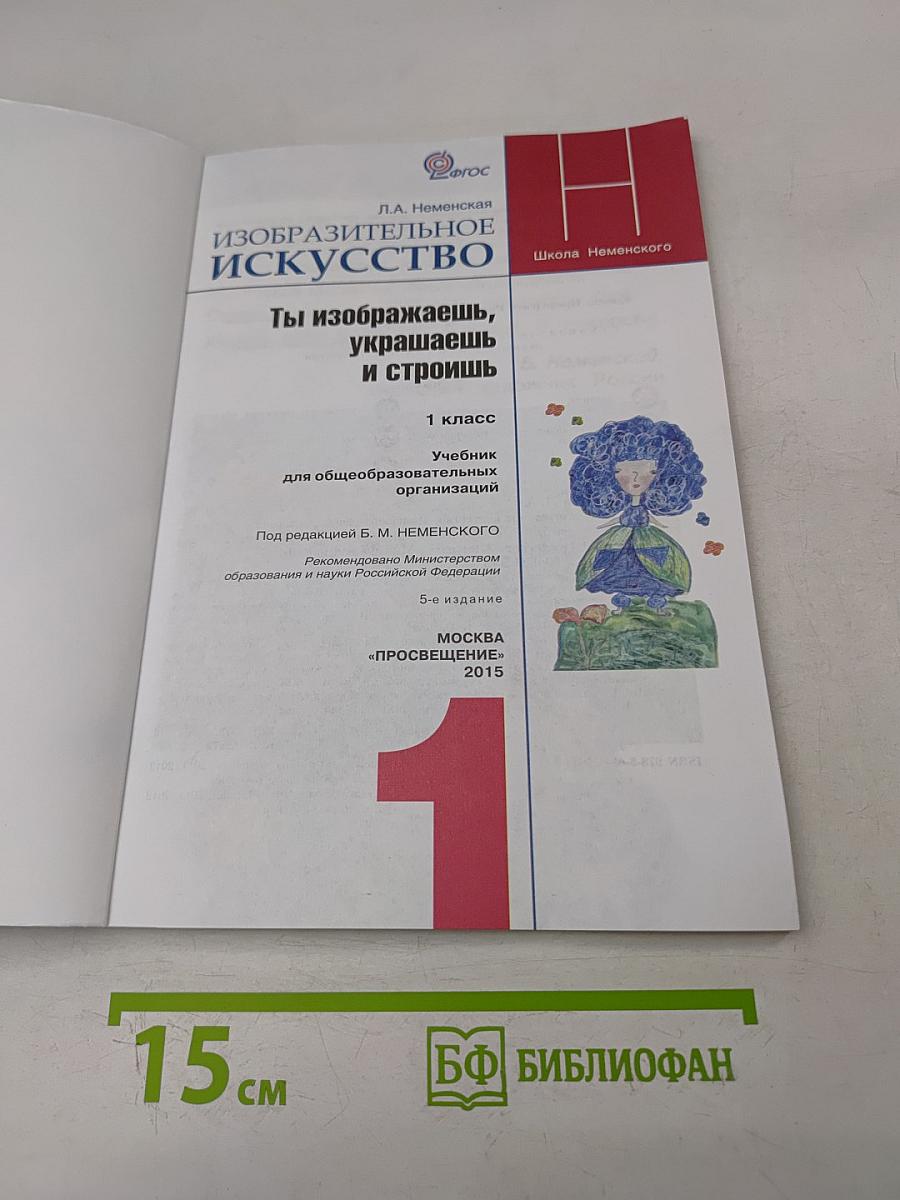 ФГОС
Л.А. Неменская
ИЗОБРАЗИТЕЛЬНОЕ
ИСКУССТВО
Школа Неменского
Ты изображаешь,
украшаешь
и строишь
1 класс
Учебник
для общеобразовательных
организаций
Под редакцией Б. М. НЕМЕНСКОГО
Рекомендовано Министерством
образования и науки Российской Федерации
5-е издание
МОСКВА
«ПРОСВЕЩЕНИЕ»
2015
1
15 см
БФ БИБЛИОФАН